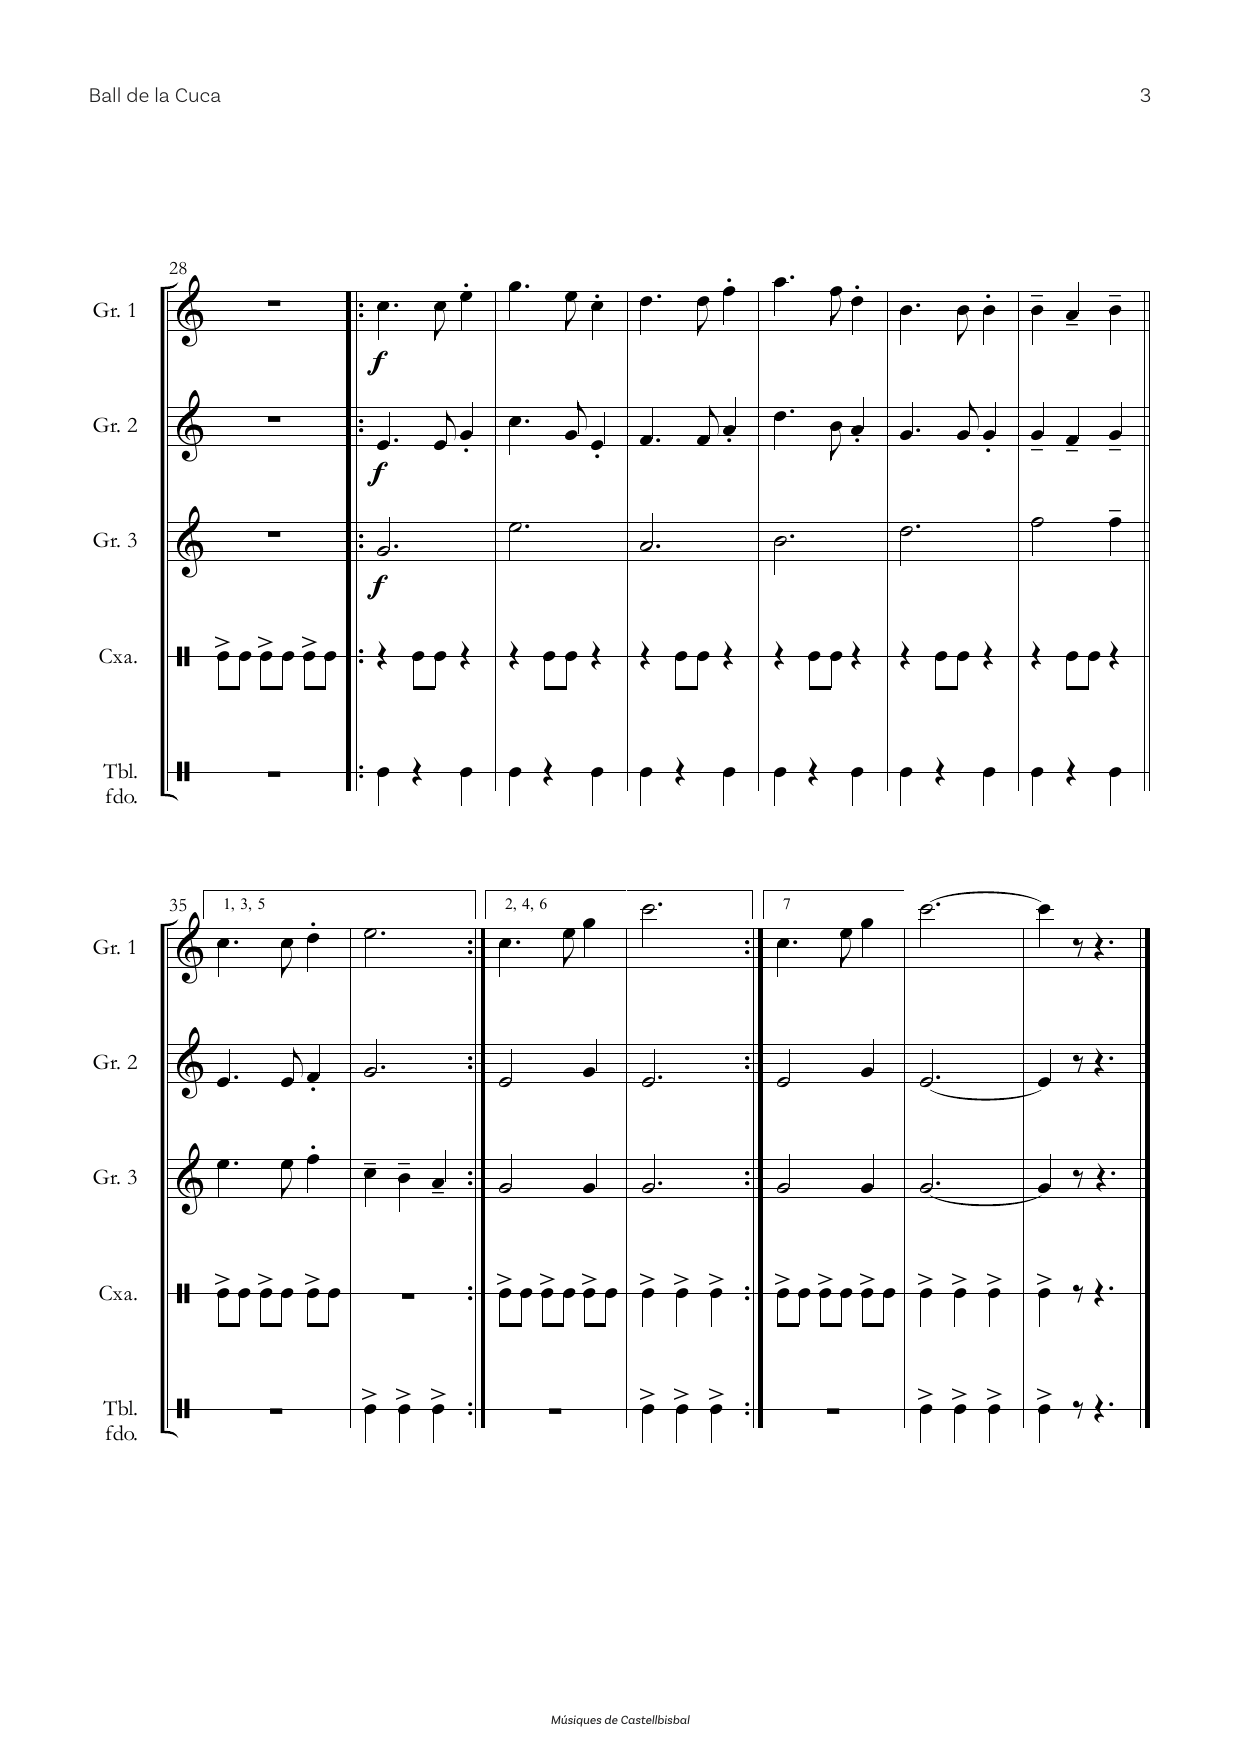 Ball de la Cuca 3
28
Gr. 1
f
Gr. 2
f
Gr. 3
f
Cxa.
Tbl.
fdo.
35 1, 3, 5 2, 4, 6 7
Gr. 1
Gr. 2
Gr. 3
Cxa.
Tbl.
fdo.
Músiques de Castellbisbal